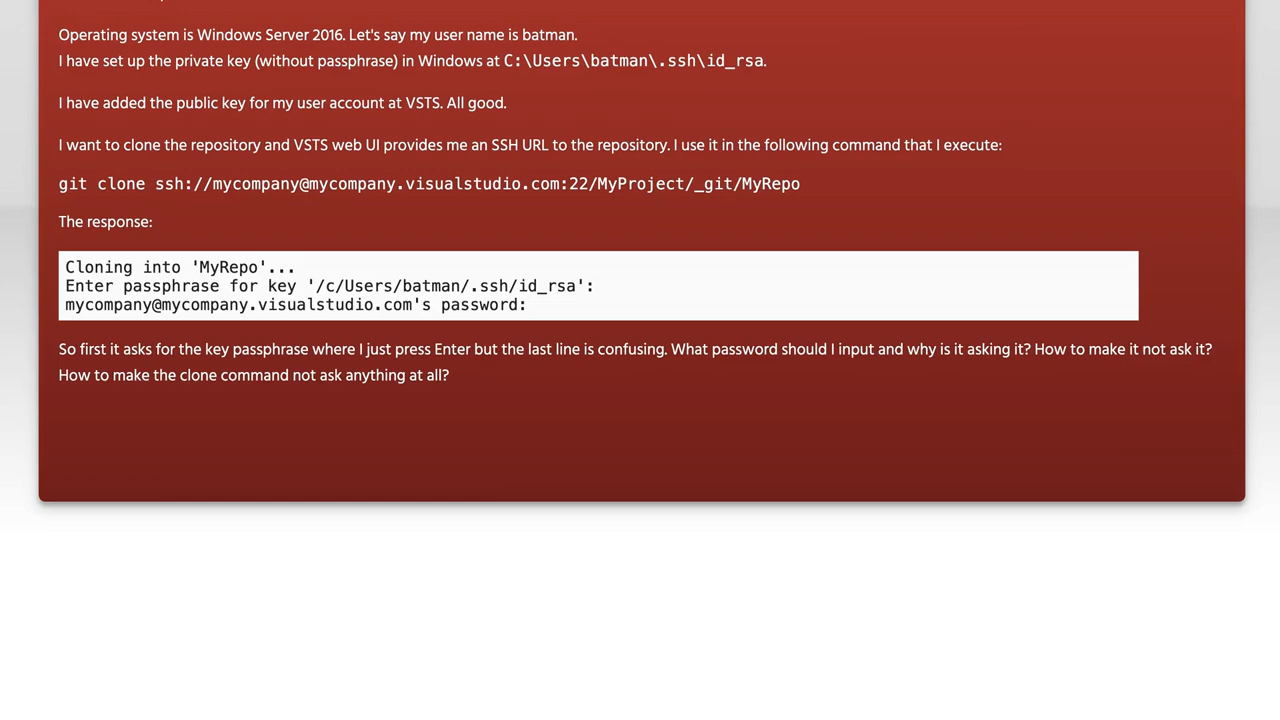 Operating system is Windows Server 2016. Let's say my user name is batman.
I have set up the private key (without passphrase) in Windows at C:\Users\batman\.ssh\id_rsa.
I have added the public key for my user account at VSTS. All good.
I want to clone the repository and VSTS web UI provides me an SSH URL to the repository. I use it in the following command that I execute:
git clone ssh://mycompany@mycompany.visualstudio.com:22/MyProject/_git/MyRepo
The response:
Cloning into 'MyRepo'...
Enter passphrase for key '/c/Users/batman/.ssh/id_rsa':
mycompany@mycompany.visualstudio.com's password:
So first it asks for the key passphrase where I just press Enter but the last line is confusing. What password should I input and why is it asking it? How to make it not ask it?
How to make the clone command not ask anything at all?